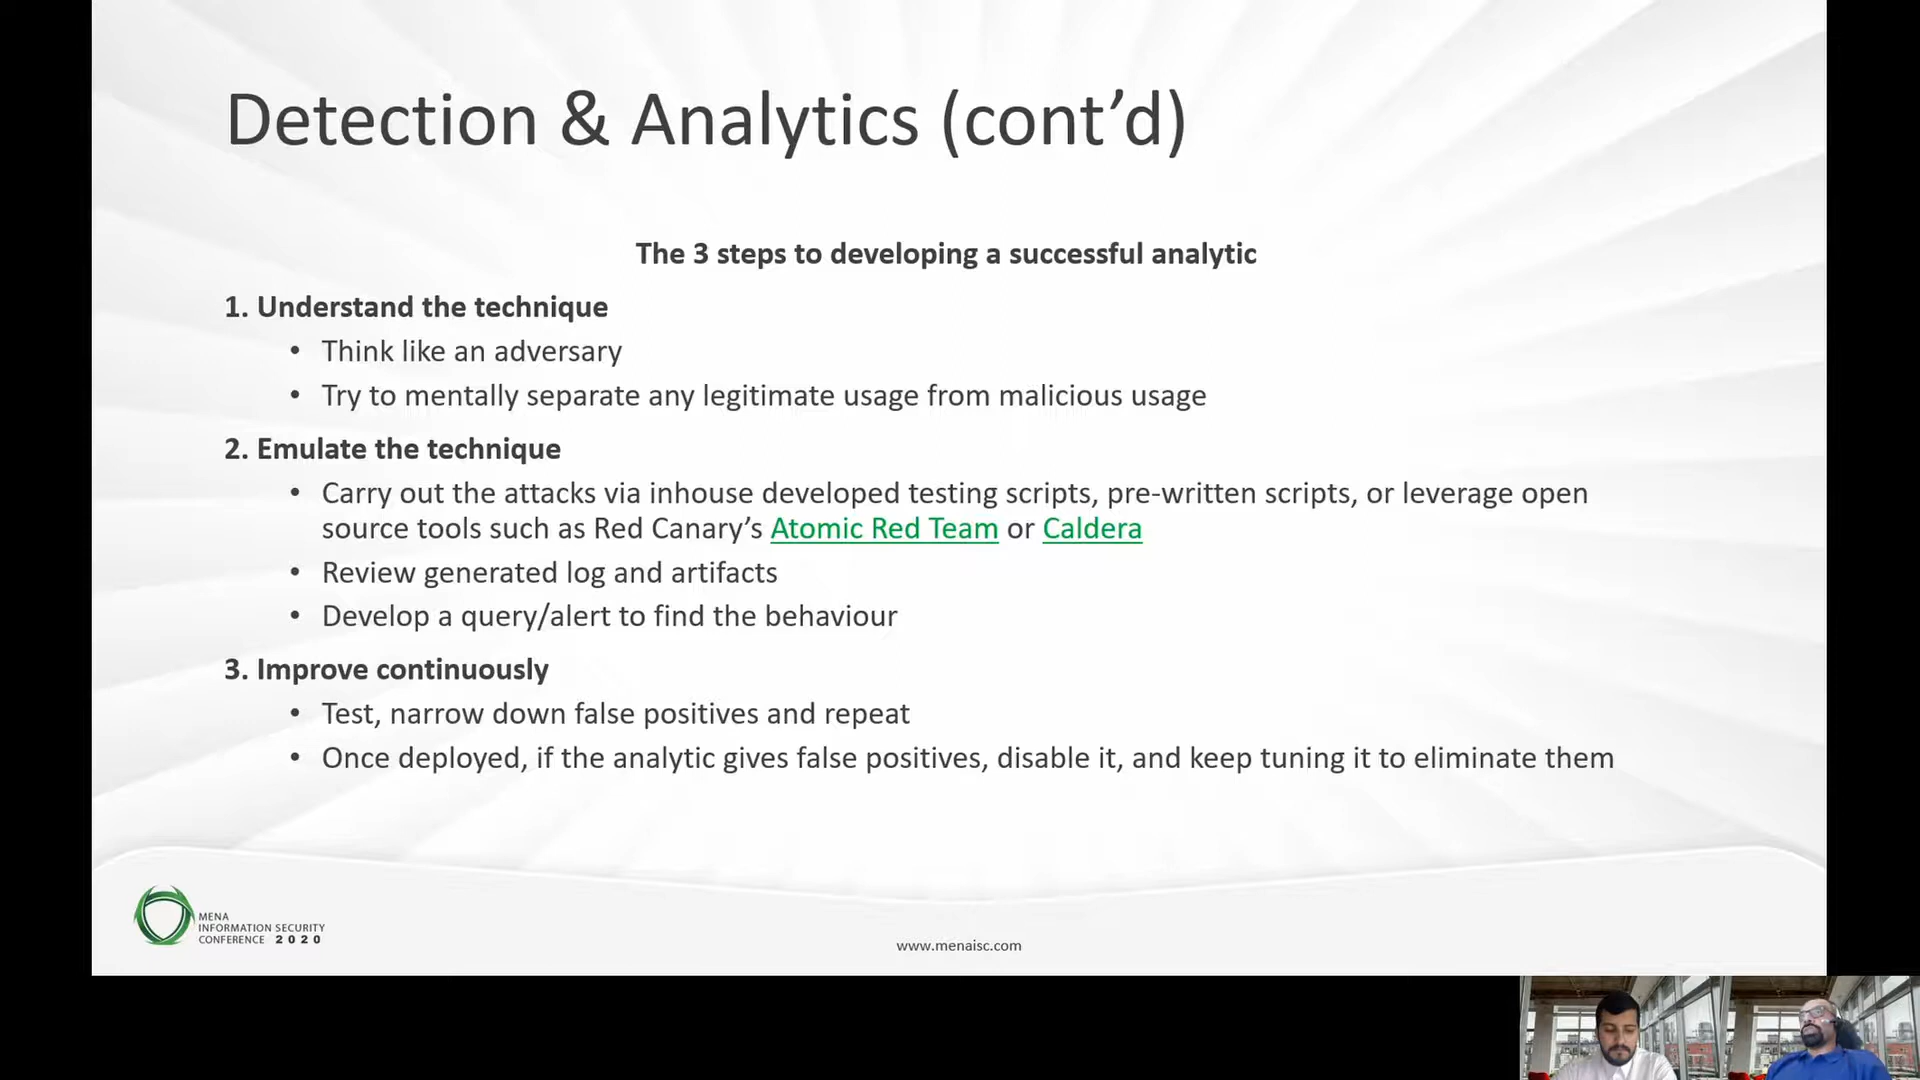 Detection & Analytics (cont’d)
The 3 steps to developing a successful analytic
1. Understand the technique
• Think like an adversary
• Try to mentally separate any legitimate usage from malicious usage
2. Emulate the technique
• Carry out the attacks via inhouse developed testing scripts, pre-written scripts, or leverage open
source tools such as Red Canary’s Atomic Red Team or Caldera
• Review generated log and artifacts
• Develop a query/alert to find the behaviour
3. Improve continuously
• Test, narrow down false positives and repeat
• Once deployed, if the analytic gives false positives, disable it, and keep tuning it to eliminate them
MENA
INFORMATION SECURITY
CONFERENCE 2020
www.menaisc.com